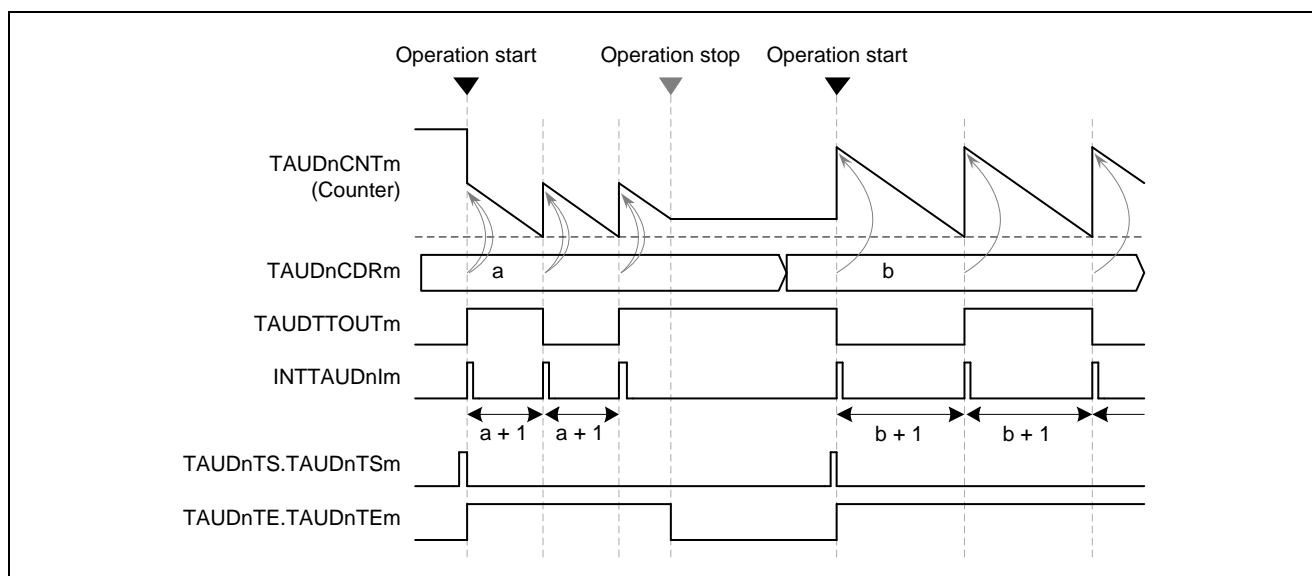 Operation start
Operation stop
Operation start
TAUDnCNTm
(Counter)
TAUDnCDRm
a
b
TAUDTTOUTm
INTTAUDnIm
a + 1
a + 1
b + 1
b + 1
TAUDnTS.TAUDnTSm
TAUDnTE.TAUDnTEm